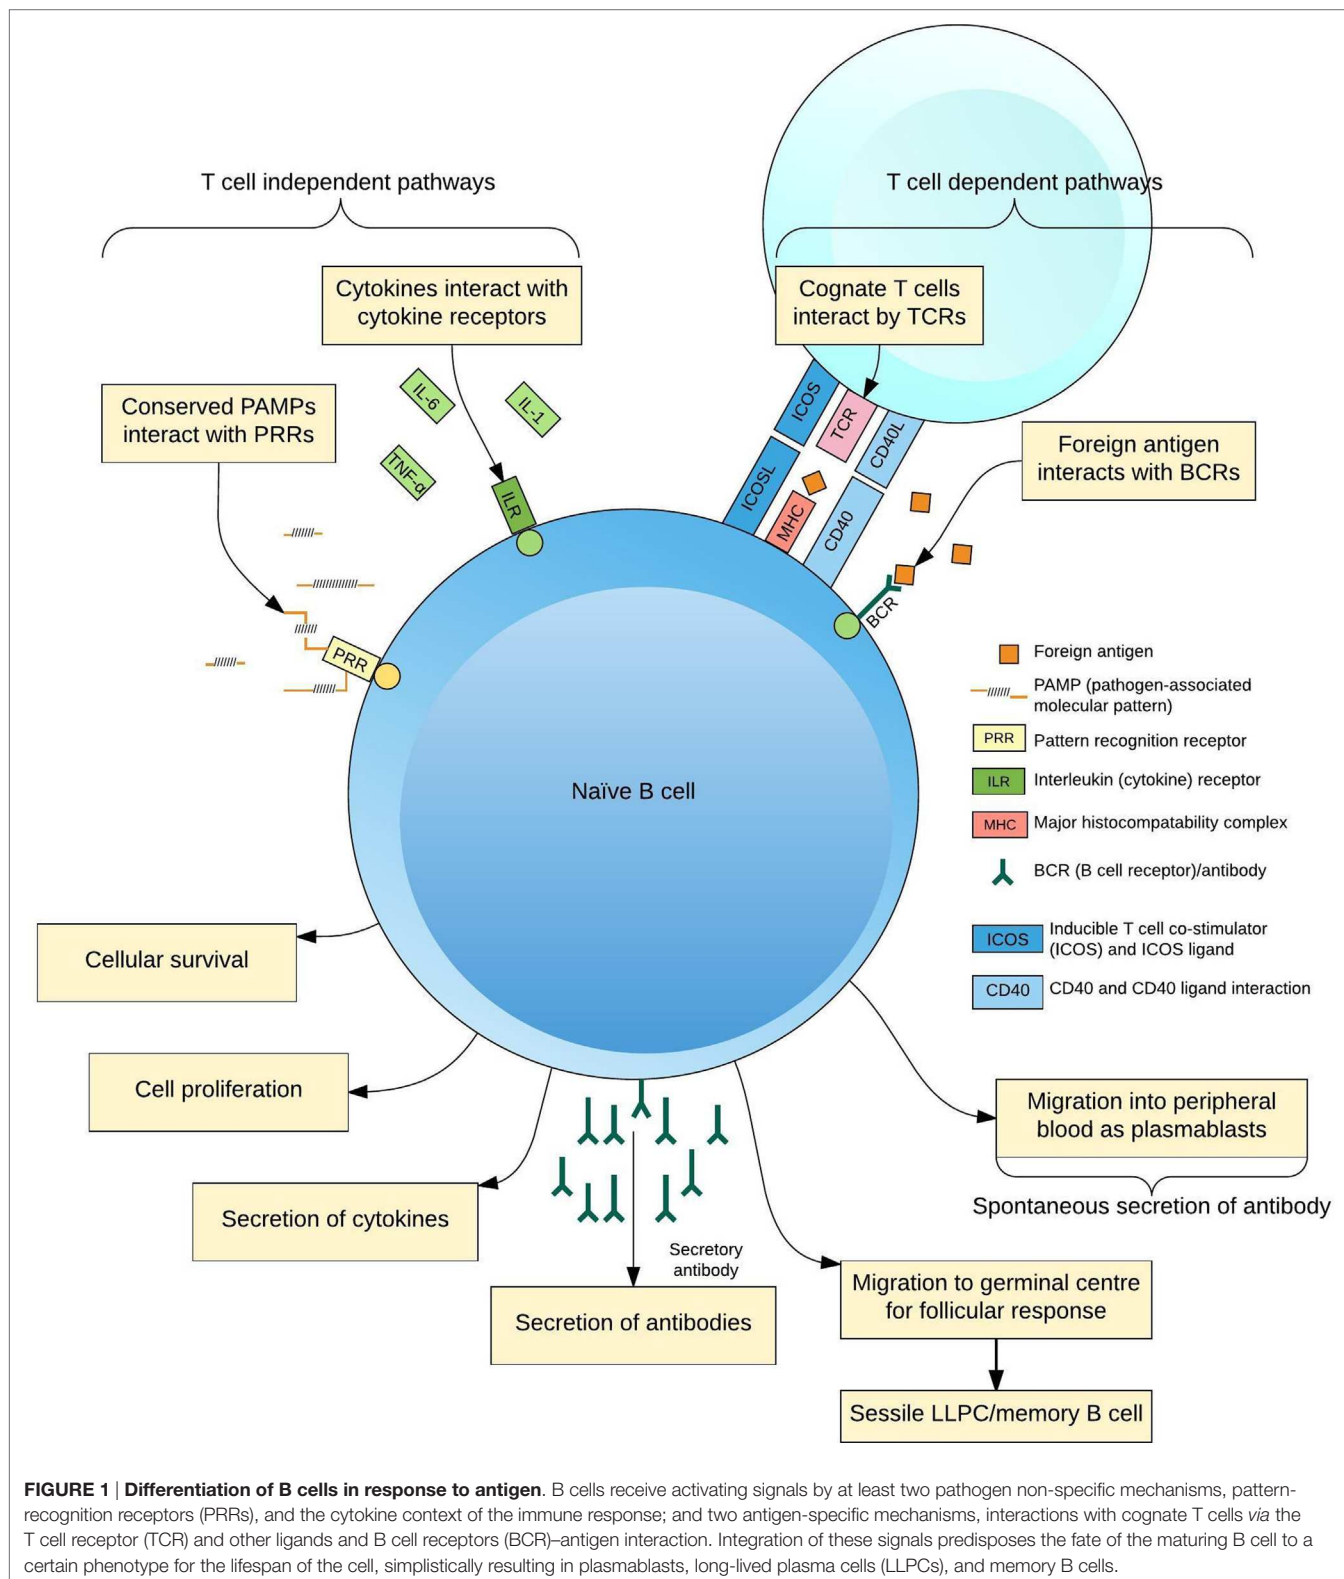 T cell independent pathways
T cell dependent pathways
Cytokines interact with
cytokine receptors
Cognate T cells
interact by TCRs
Conserved PAMPs
interact with PRRs
Foreign antigen
interacts with BCRs
IL-6
IL-1
TNF-α
ILR
PRR
ICOS
ICOSL
TCR
MHC
CD40L
CD40
BCR
Naïve B cell
Foreign antigen
PAMP (pathogen-associated
molecular pattern)
PRR Pattern recognition receptor
ILR Interleukin (cytokine) receptor
MHC Major histocompatability complex
BCR (B cell receptor)/antibody
ICOS Inducible T cell co-stimulator
(ICOS) and ICOS ligand
CD40 CD40 and CD40 ligand interaction
Cellular survival
Cell proliferation
Secretion of cytokines
Secretory
antibody
Secretion of antibodies
Migration into peripheral
blood as plasmablasts
Spontaneous secretion of antibody
Migration to germinal centre
for follicular response
Sessile LLPC/memory B cell
FIGURE 1 | Differentiation of B cells in response to antigen. B cells receive activating signals by at least two pathogen non-specific mechanisms, pattern-
recognition receptors (PRRs), and the cytokine context of the immune response; and two antigen-specific mechanisms, interactions with cognate T cells via the
T cell receptor (TCR) and other ligands and B cell receptors (BCR)–antigen interaction. Integration of these signals predisposes the fate of the maturing B cell to a
certain phenotype for the lifespan of the cell, simplistically resulting in plasmablasts, long-lived plasma cells (LLPCs), and memory B cells.